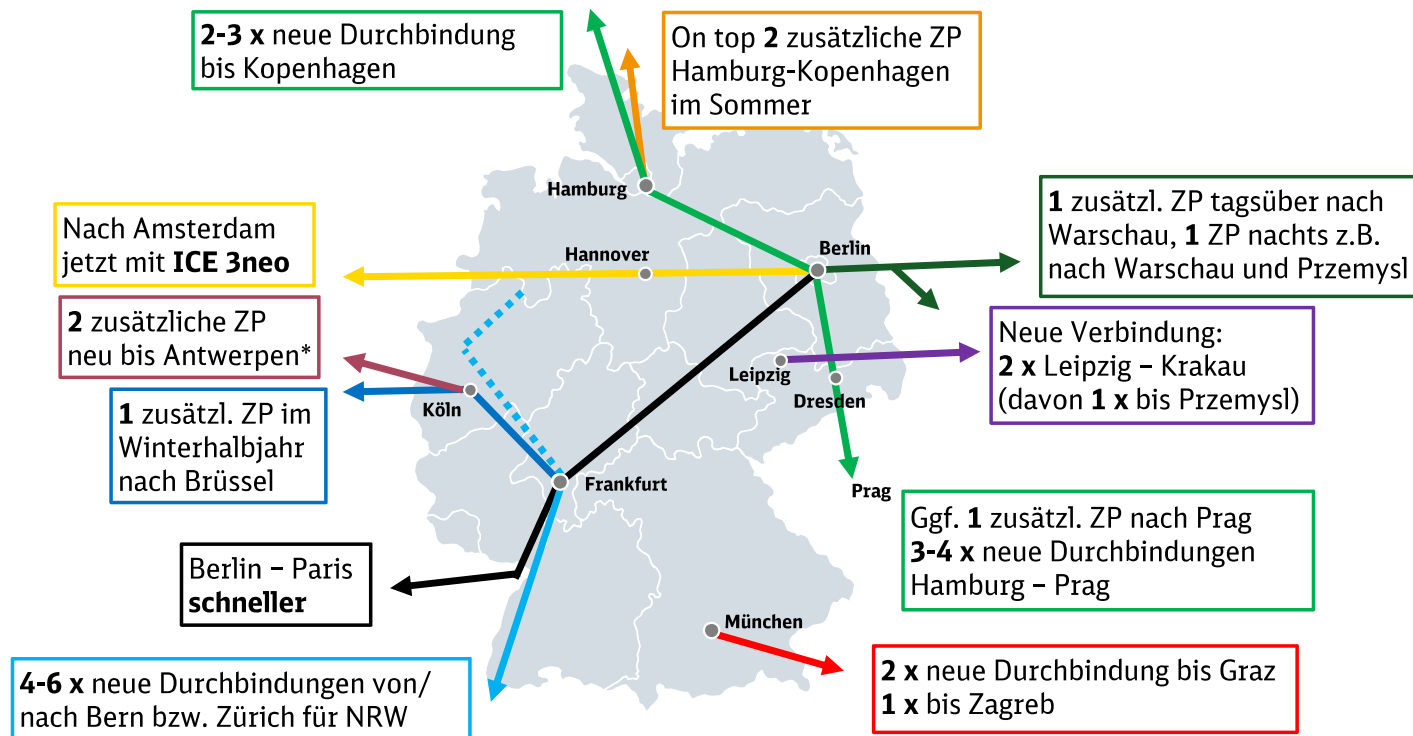 2-3 x neue Durchbindung
bis Kopenhagen
On top 2 zusätzliche ZP
Hamburg-Kopenhagen
im Sommer
Hamburg
Nach Amsterdam
jetzt mit ICE 3neo
Hannover
Berlin
1 zusätzl. ZP tagsüber nach
Warschau, 1 ZP nachts z.B.
nach Warschau und Przemysl
2 zusätzliche ZP
neu bis Antwerpen*
Köln
Leipzig
Dresden
Neue Verbindung:
2 x Leipzig – Krakau
(davon 1 x bis Przemysl)
1 zusätzl. ZP im
Winterhalbjahr
nach Brüssel
Frankfurt
Prag
Ggf. 1 zusätzl. ZP nach Prag
3-4 x neue Durchbindungen
Hamburg – Prag
Berlin – Paris
schneller
München
4-6 x neue Durchbindungen von/
nach Bern bzw. Zürich für NRW
2 x neue Durchbindung bis Graz
1 x bis Zagreb